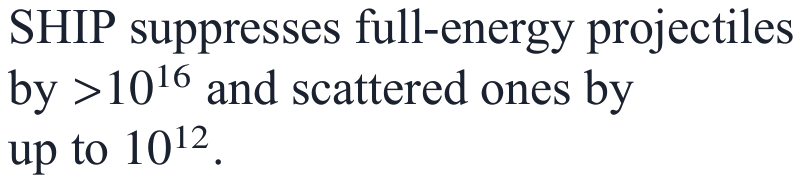 SHIP suppresses full-energy projectiles
by >10¹⁶ and scattered ones by
up to 10¹².